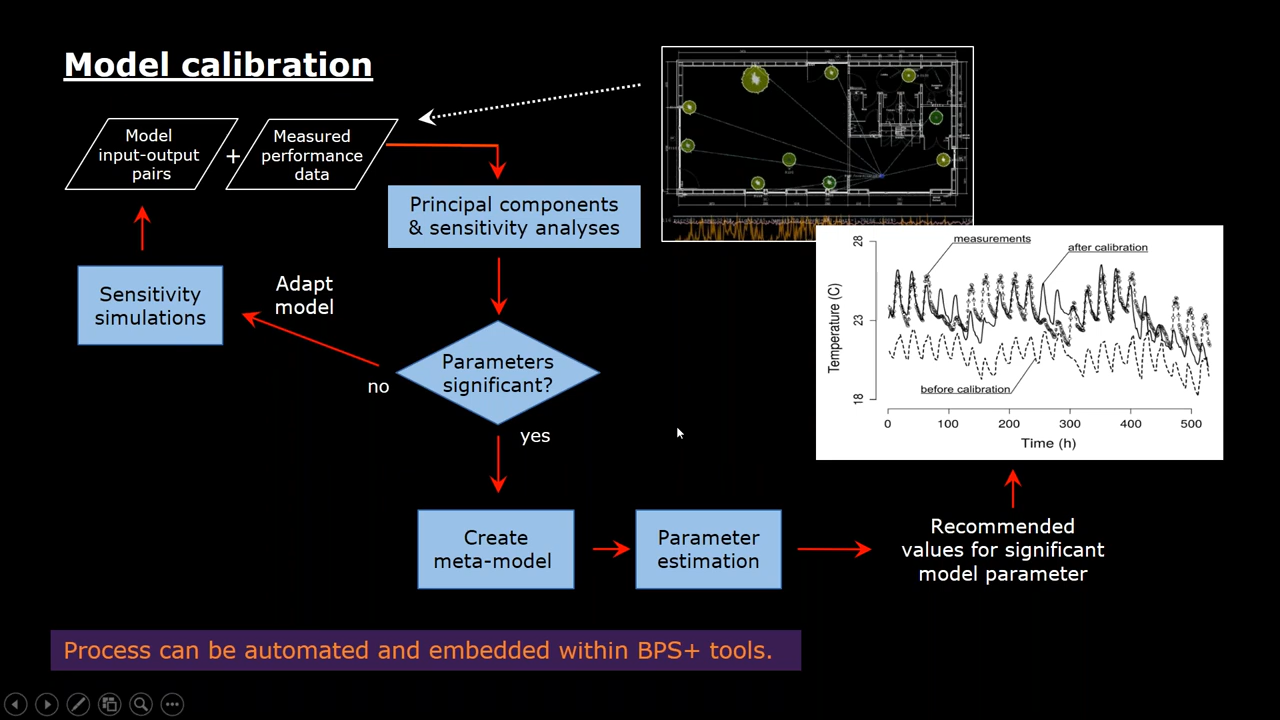 Model calibration
Model
input-output
pairs
+
Measured
performance
data
Principal components
& sensitivity analyses
Sensitivity
simulations
Adapt
model
Parameters
significant?
no
yes
Create
meta-model
Parameter
estimation
Recommended
values for significant
model parameter
measurements
after calibration
before calibration
Temperature (C)
28
23
18
0 100 200 300 400 500
Time (h)
Process can be automated and embedded within BPS+ tools.